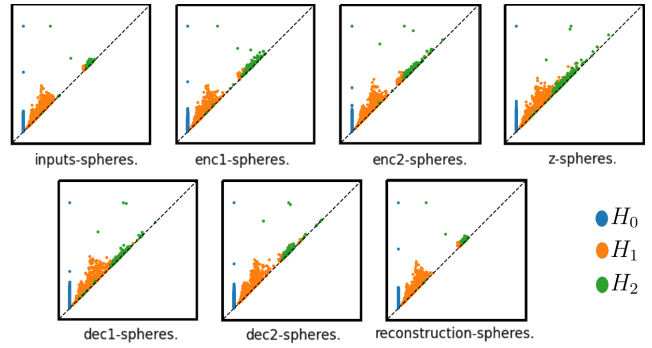 inputs-spheres.
enc1-spheres.
enc2-spheres.
z-spheres.
dec1-spheres.
dec2-spheres.
reconstruction-spheres.
H₀
H₁
H₂